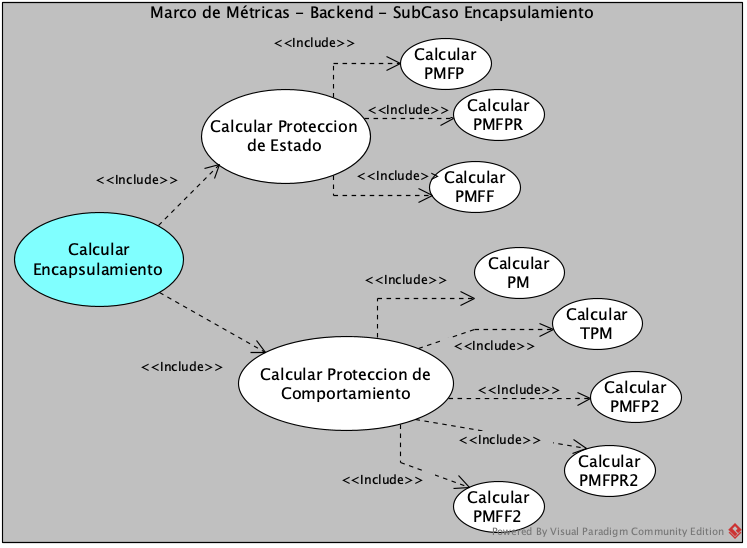 Marco de Métricas - Backend - SubCaso Encapsulamiento
<<Include>>
Calcular
PMFP
<<Include>>
Calcular
PMFPR
Calcular Proteccion
de Estado
<<Include>>
Calcular
PMFF
<<Include>>
Calcular
Encapsulamiento
<<Include>>
Calcular
PM
<<Include>>
Calcular
TPM
<<Include>>
Calcular Proteccion de
Comportamiento
<<Include>>
Calcular
PMFP2
<<Include>>
Calcular
PMFPR2
<<Include>>
Calcular
PMFF2
Powered By Visual Paradigm Community Edition